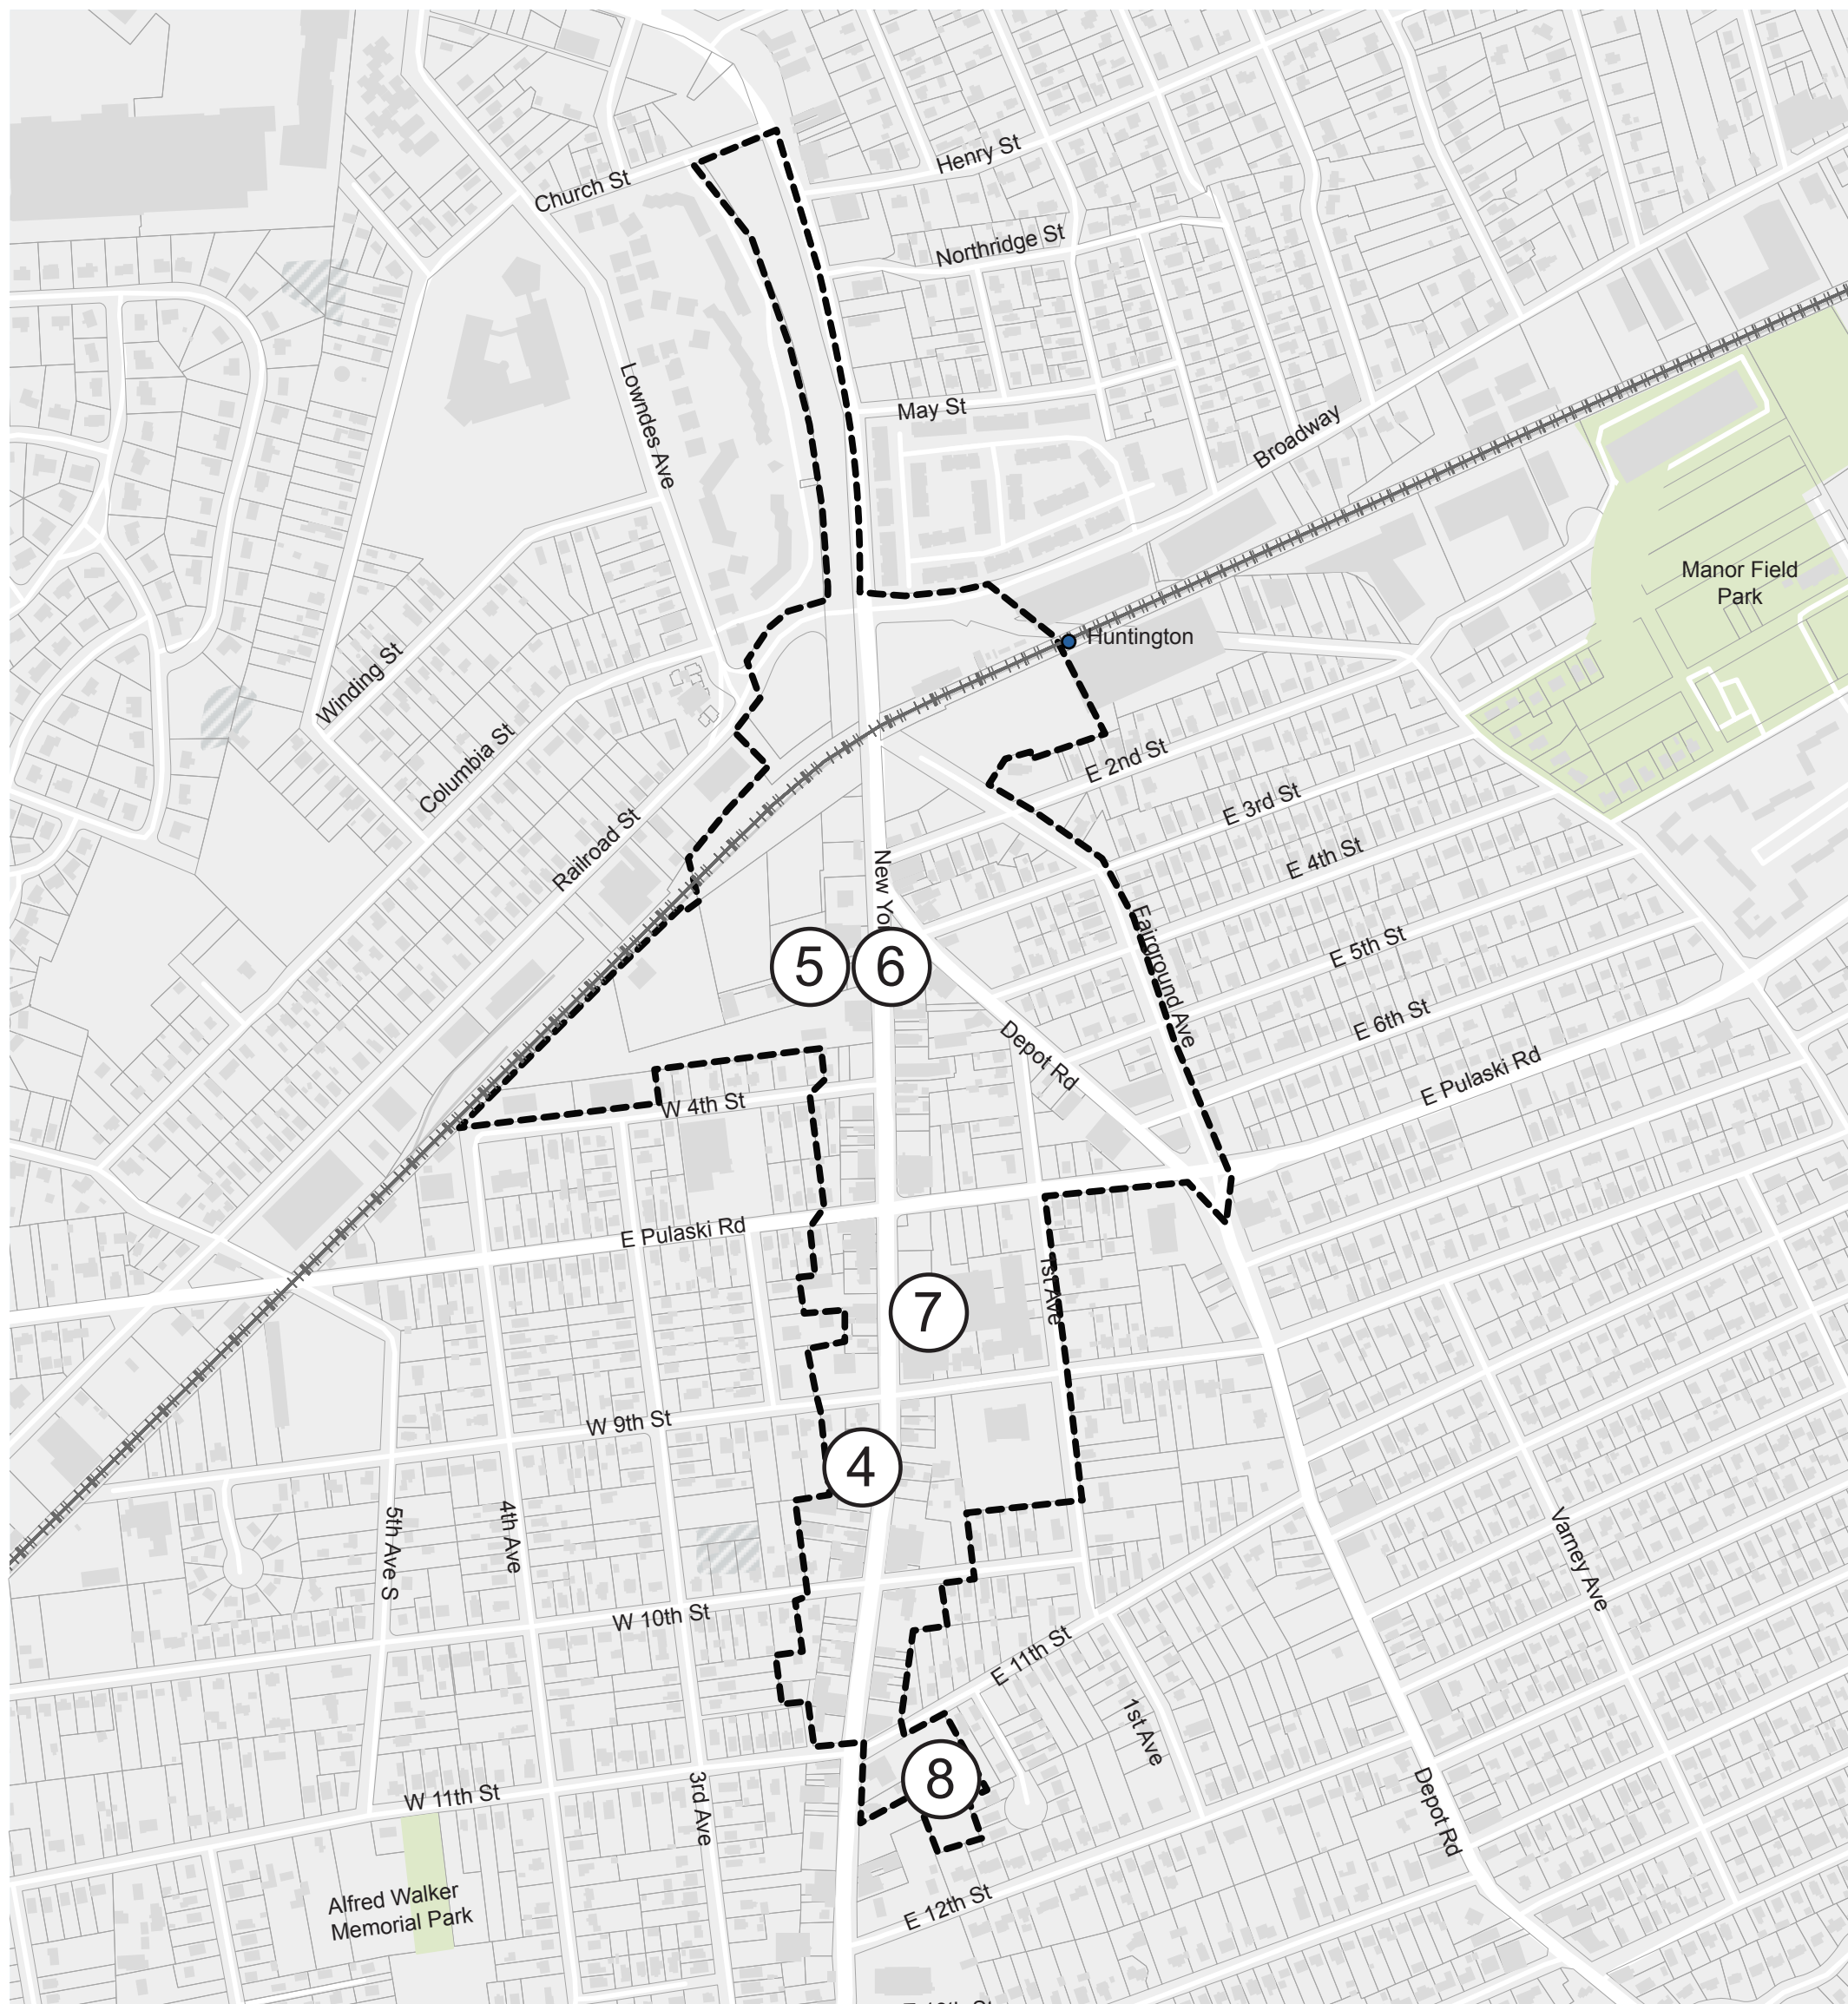 Henry St
Church St
Northridge St
Lowndes Ave
May St
Broadway
Manor Field
Park
Huntington
Winding St
Columbia St
E 2nd St
E 3rd St
Railroad St
E 4th St
New Yo
Fairground Ave
E 5th St
5
6
E 6th St
Depot Rd
E Pulaski Rd
W 4th St
E Pulaski Rd
1st Ave
7
W 9th St
4
5th Ave S
4th Ave
Varney Ave
W 10th St
E 11th St
1st Ave
8
W 11th St
3rd Ave
Depot Rd
Alfred Walker
Memorial Park
E 12th St